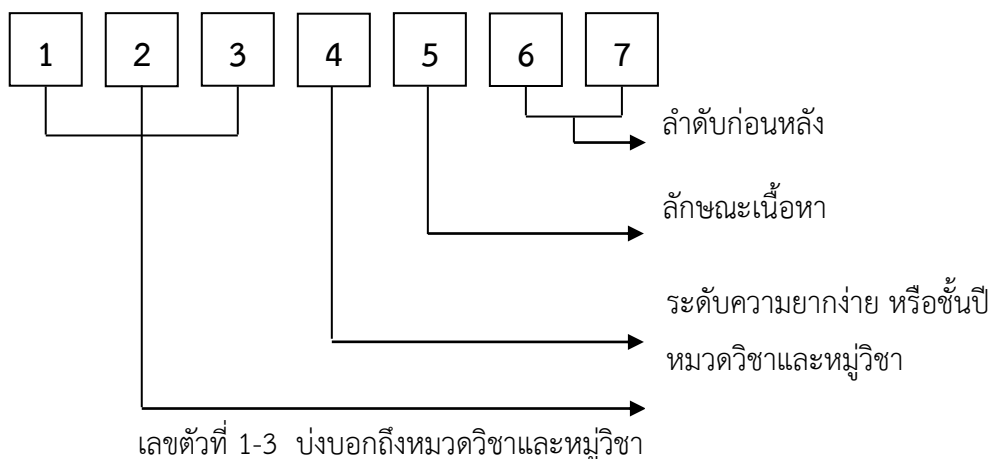 1 2 3 4 5 6 7
ลำดับก่อนหลัง
ลักษณะเนื้อหา
ระดับความยากง่าย หรือชั้นปี
หมวดวิชาและหมู่วิชา
เลขตัวที่ 1-3 บ่งบอกถึงหมวดวิชาและหมู่วิชา